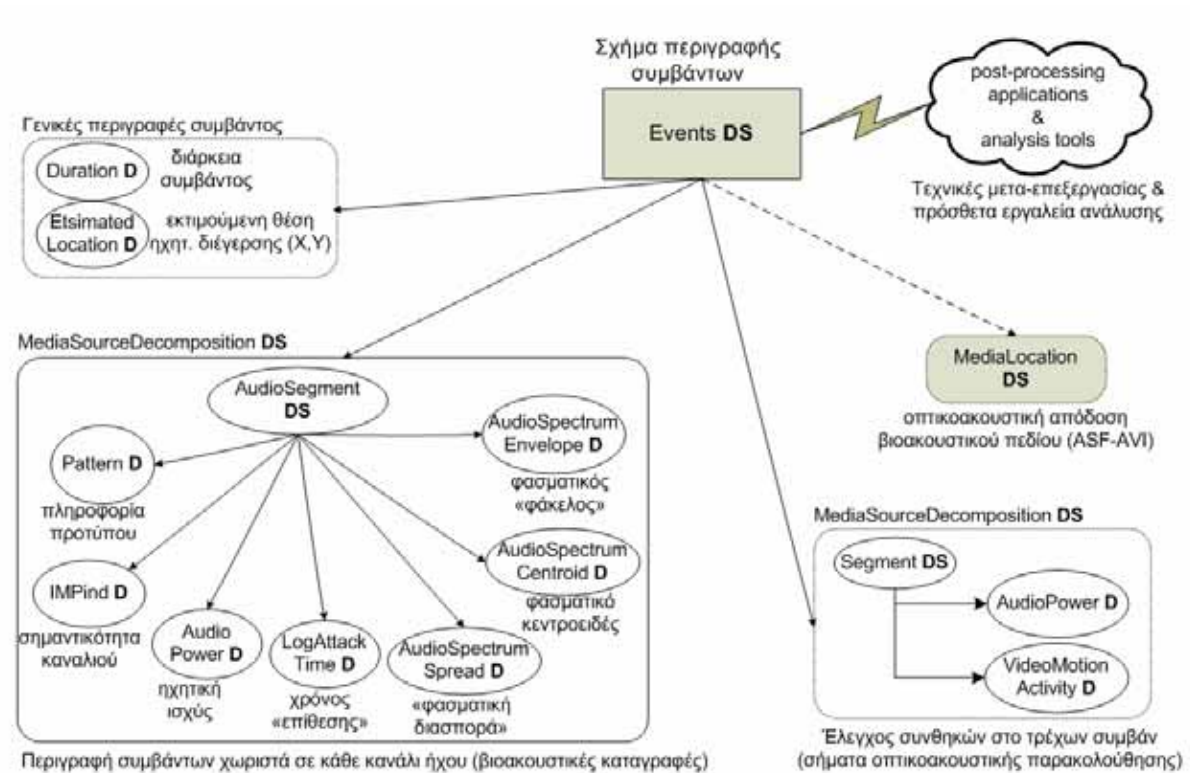 Σχήμα περιγραφής
συμβάντων
Events DS
post-processing
applications
&
analysis tools
Τεχνικές μετα-επεξεργασίας &
πρόσθετα εργαλεία ανάλυσης
Γενικές περιγραφές συμβάντος
Duration D
διάρκεια
συμβάντος
Etsimated
Location D
εκτιμούμενη θέση
ηχητ. διέγερσης (Χ,Υ)
MediaSourceDecomposition DS
AudioSegment
DS
Pattern D
πληροφορία
προτύπου
IMPind D
σημαντικότητα
καναλιού
Audio
Power D
ηχητική
ισχύς
LogAttack
Time D
χρόνος
«επίθεσης»
AudioSpectrum
Spread D
«φασματική
διασπορά»
AudioSpectrum
Centroid D
φασματικό
κεντροειδές
AudioSpectrum
Envelope D
φασματικός
«φάκελος»
Περιγραφή συμβάντων χωριστά σε κάθε κανάλι ήχου (βιοακουστικές καταγραφές)
MediaLocation
DS
οπτικοακουστική απόδοση
βιοακουστικού πεδίου (ASF-AVI)
MediaSourceDecomposition DS
Segment DS
AudioPower D
VideoMotion
Activity D
Έλεγχος συνθηκών στο τρέχων συμβάν
(σήματα οπτικοακουστικής παρακολούθησης)